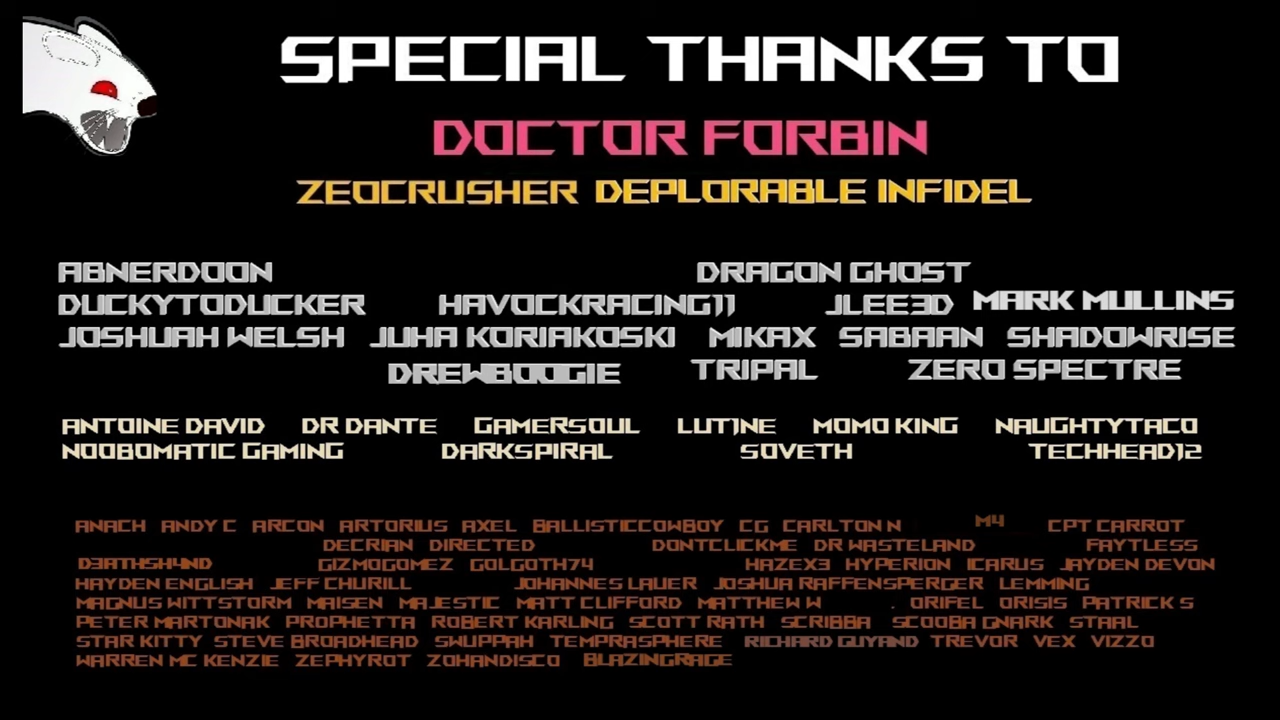 SPECIAL THANKS TO
DOCTOR FORBIN
ZEOCRUSHER DEPLORABLE INFIDEL
ABNERDOON DRAGON GHOST
DUCKYTODUCKER HAVOCKRACING11 JLEE3D MARK MULLINS
JOSHUAH WELSH JUHA KORIAKOSKI MIKAX SABAAN SHADOWRISE
DREWBOOGIE TRIPAL ZERO SPECTRE
ANTOINE DAVID DR DANTE GAMERSOUL LUT1NE MOMO KING NAUGHTYTACO
NOOBOMATIC GAMING DARKSPIRAL SOVETH TECHHEAD12
ANACH ANDY C ARCON ARTORIUS AXEL BALLISTICCOWBOY CG CARLTON N M4 CPT CARROT
DECRIAN DIRECTED DONTCLICKME DR WASTELAND FAYTLESS
D3ATHSH4ND GIZMOGOMEZ GOLGOTH74 HAZEX3 HYPERION ICARUS JAYDEN DEVON
HAYDEN ENGLISH JEFF CHURILL JOHANNES LAUER JOSHUA RAFFENSPERGER LEMMING
MAGNUS WITTSTORM MAISEN MAJESTIC MATT CLIFFORD MATTHEW W . ORIFEL ORISIS PATRICK S
PETER MARTONAK PROPHETTA ROBERT KARLING SCOTT RATH SCRIBBA SCOOBA GNARK STAAL
STAR KITTY STEVE BROADHEAD SWUPPAH TEMPRASPHERE RICHARD GUYAND TREVOR VEX VIZZO
WARREN MC KENZIE ZEPHYROT ZOHANDISCO BLAZINGRAGE